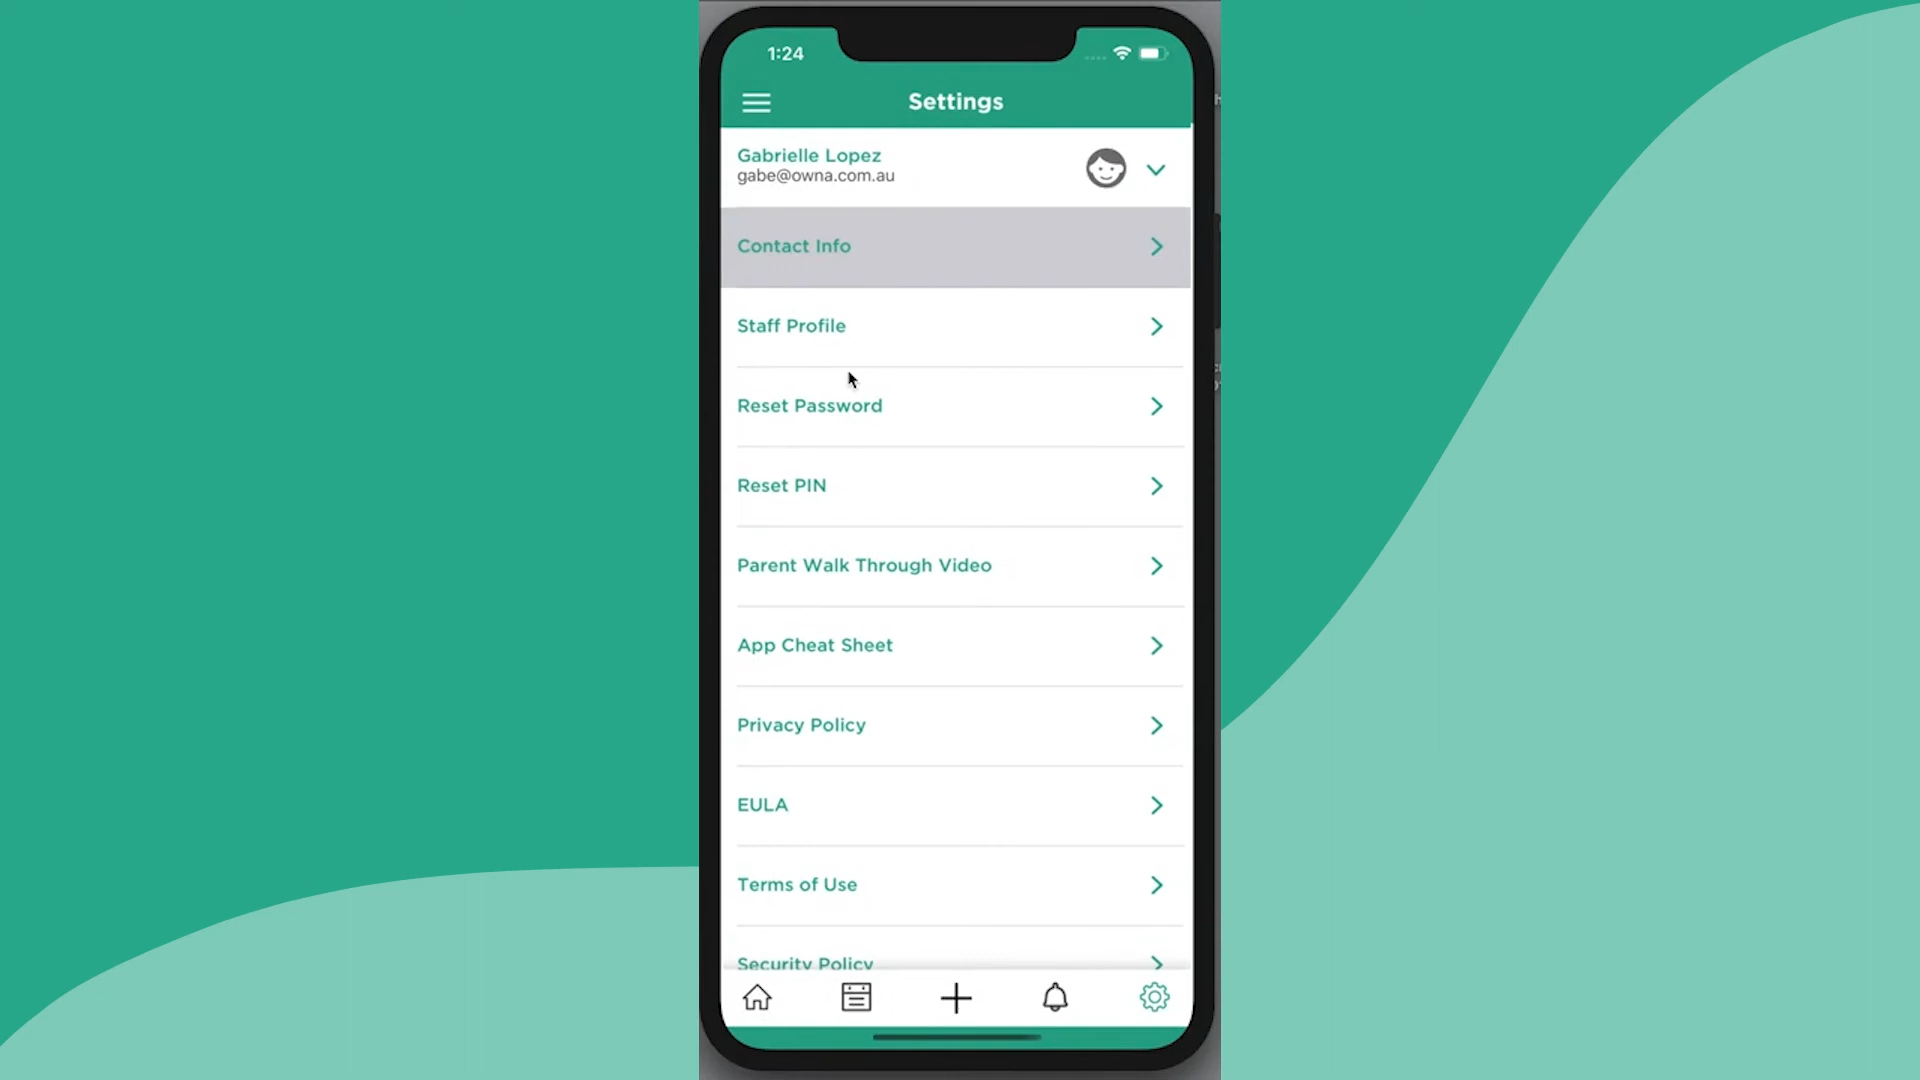 1:24
Settings
Gabrielle Lopez
gabe@owna.com.au
Contact Info
Staff Profile
Reset Password
Reset PIN
Parent Walk Through Video
App Cheat Sheet
Privacy Policy
EULA
Terms of Use
Security Policy